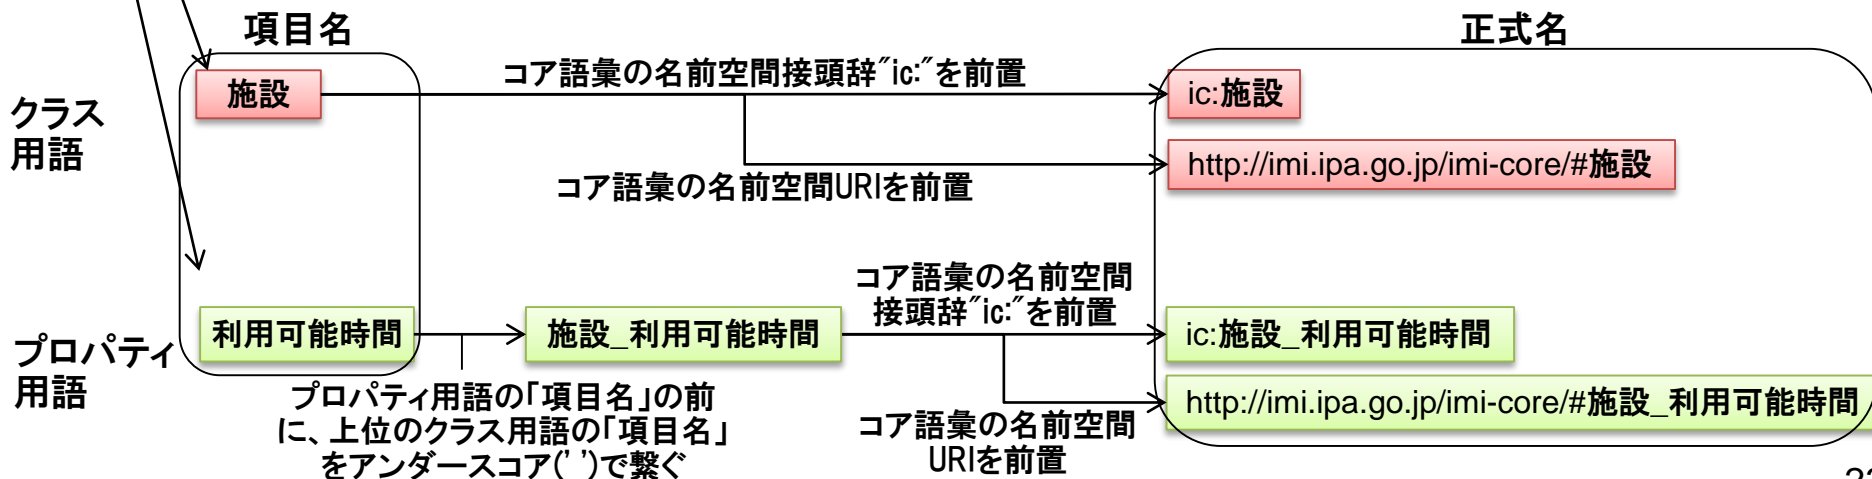 項目名
正式名
クラス
用語
施設
コア語彙の名前空間接頭辞"ic:"を前置
ic:施設
http://imi.ipa.go.jp/imi-core/#施設
コア語彙の名前空間URIを前置
プロパティ
用語
利用可能時間
施設_利用可能時間
コア語彙の名前空間
接頭辞"ic:"を前置
ic:施設_利用可能時間
http://imi.ipa.go.jp/imi-core/#施設_利用可能時間
プロパティ用語の「項目名」の前
に、上位のクラス用語の「項目名」
をアンダースコア(' ')で繋ぐ
コア語彙の名前空間
URIを前置